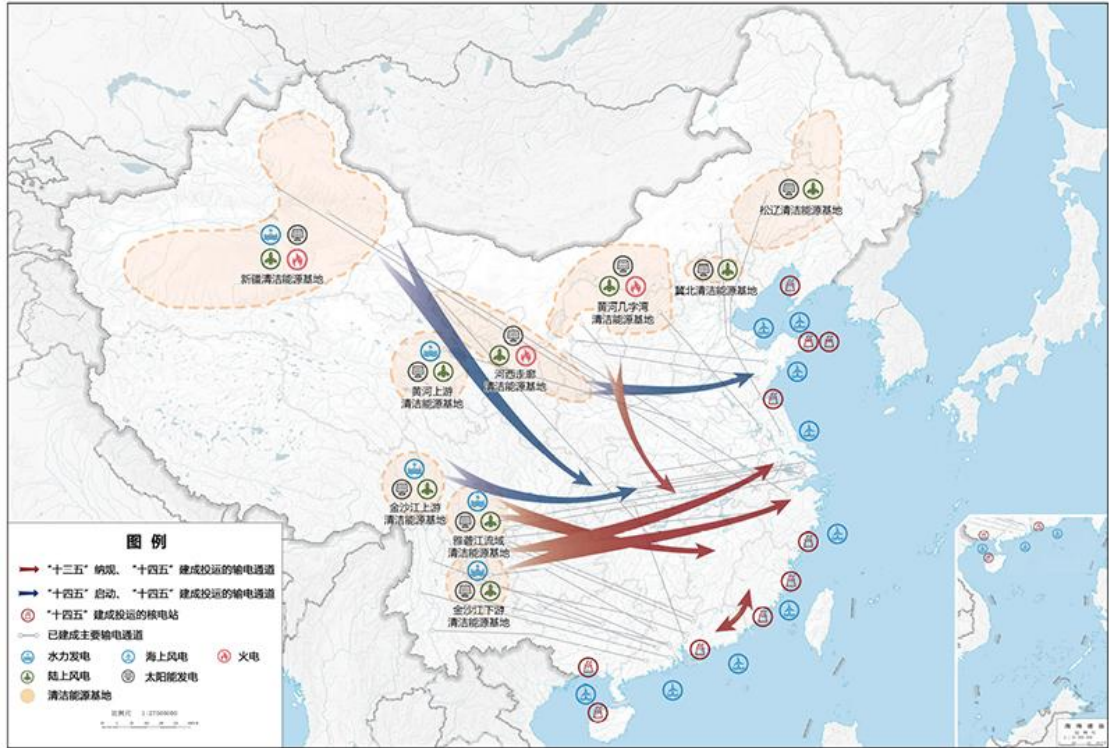 松辽清洁能源基地
新疆清洁能源基地
冀北清洁能源基地
黄河几字湾
清洁能源基地
河西走廊
清洁能源基地
黄河上游
清洁能源基地
金沙江上游
清洁能源基地
雅砻江流域
清洁能源基地
金沙江下游
清洁能源基地
图 例
“十三五”纳规、“十四五”建成投运的输电通道
“十四五”启动、“十四五”建成投运的输电通道
“十四五”建成投运的核电站
已建成主要输电通道
水力发电 海上风电 火电
陆上风电 太阳能发电
清洁能源基地
比例尺